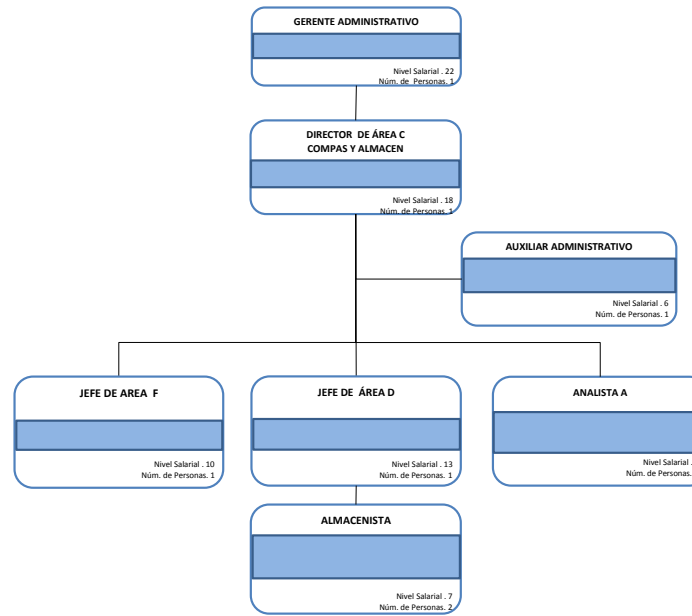 GERENTE ADMINISTRATIVO
Nivel Salarial . 22
Núm. de Personas. 1
DIRECTOR DE ÁREA C
COMPAS Y ALMACEN
Nivel Salarial . 18
Núm. de Personas. 1
AUXILIAR ADMINISTRATIVO
Nivel Salarial . 6
Núm. de Personas. 1
JEFE DE AREA F
Nivel Salarial . 10
Núm. de Personas. 1
JEFE DE ÁREA D
Nivel Salarial . 13
Núm. de Personas. 1
ANALISTA A
Nivel Salarial .
Núm. de Personas.
ALMACENISTA
Nivel Salarial . 7
Núm. de Personas. 2